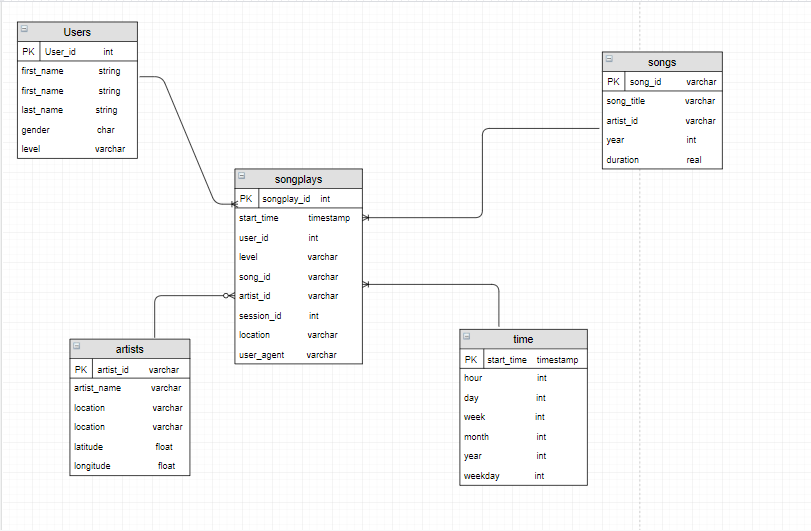 Users
PK User_id int
first_name string
first_name string
last_name string
gender char
level varchar
songs
PK song_id varchar
song_title varchar
artist_id varchar
year int
duration real
songplays
PK songplay_id int
start_time timestamp
user_id int
level varchar
song_id varchar
artist_id varchar
session_id int
location varchar
user_agent varchar
artists
PK artist_id varchar
artist_name varchar
location varchar
location varchar
latitude float
longitude float
time
PK start_time timestamp
hour int
day int
week int
month int
year int
weekday int